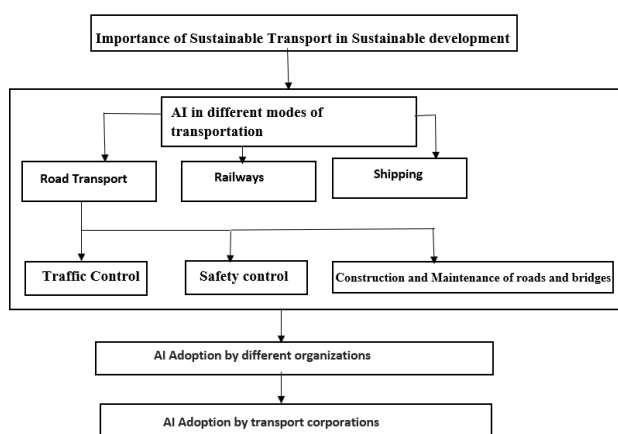 Importance of Sustainable Transport in Sustainable development
AI in different modes of
transportation
Road Transport
Railways
Shipping
Traffic Control
Safety control
Construction and Maintenance of roads and bridges
AI Adoption by different organizations
AI Adoption by transport corporations